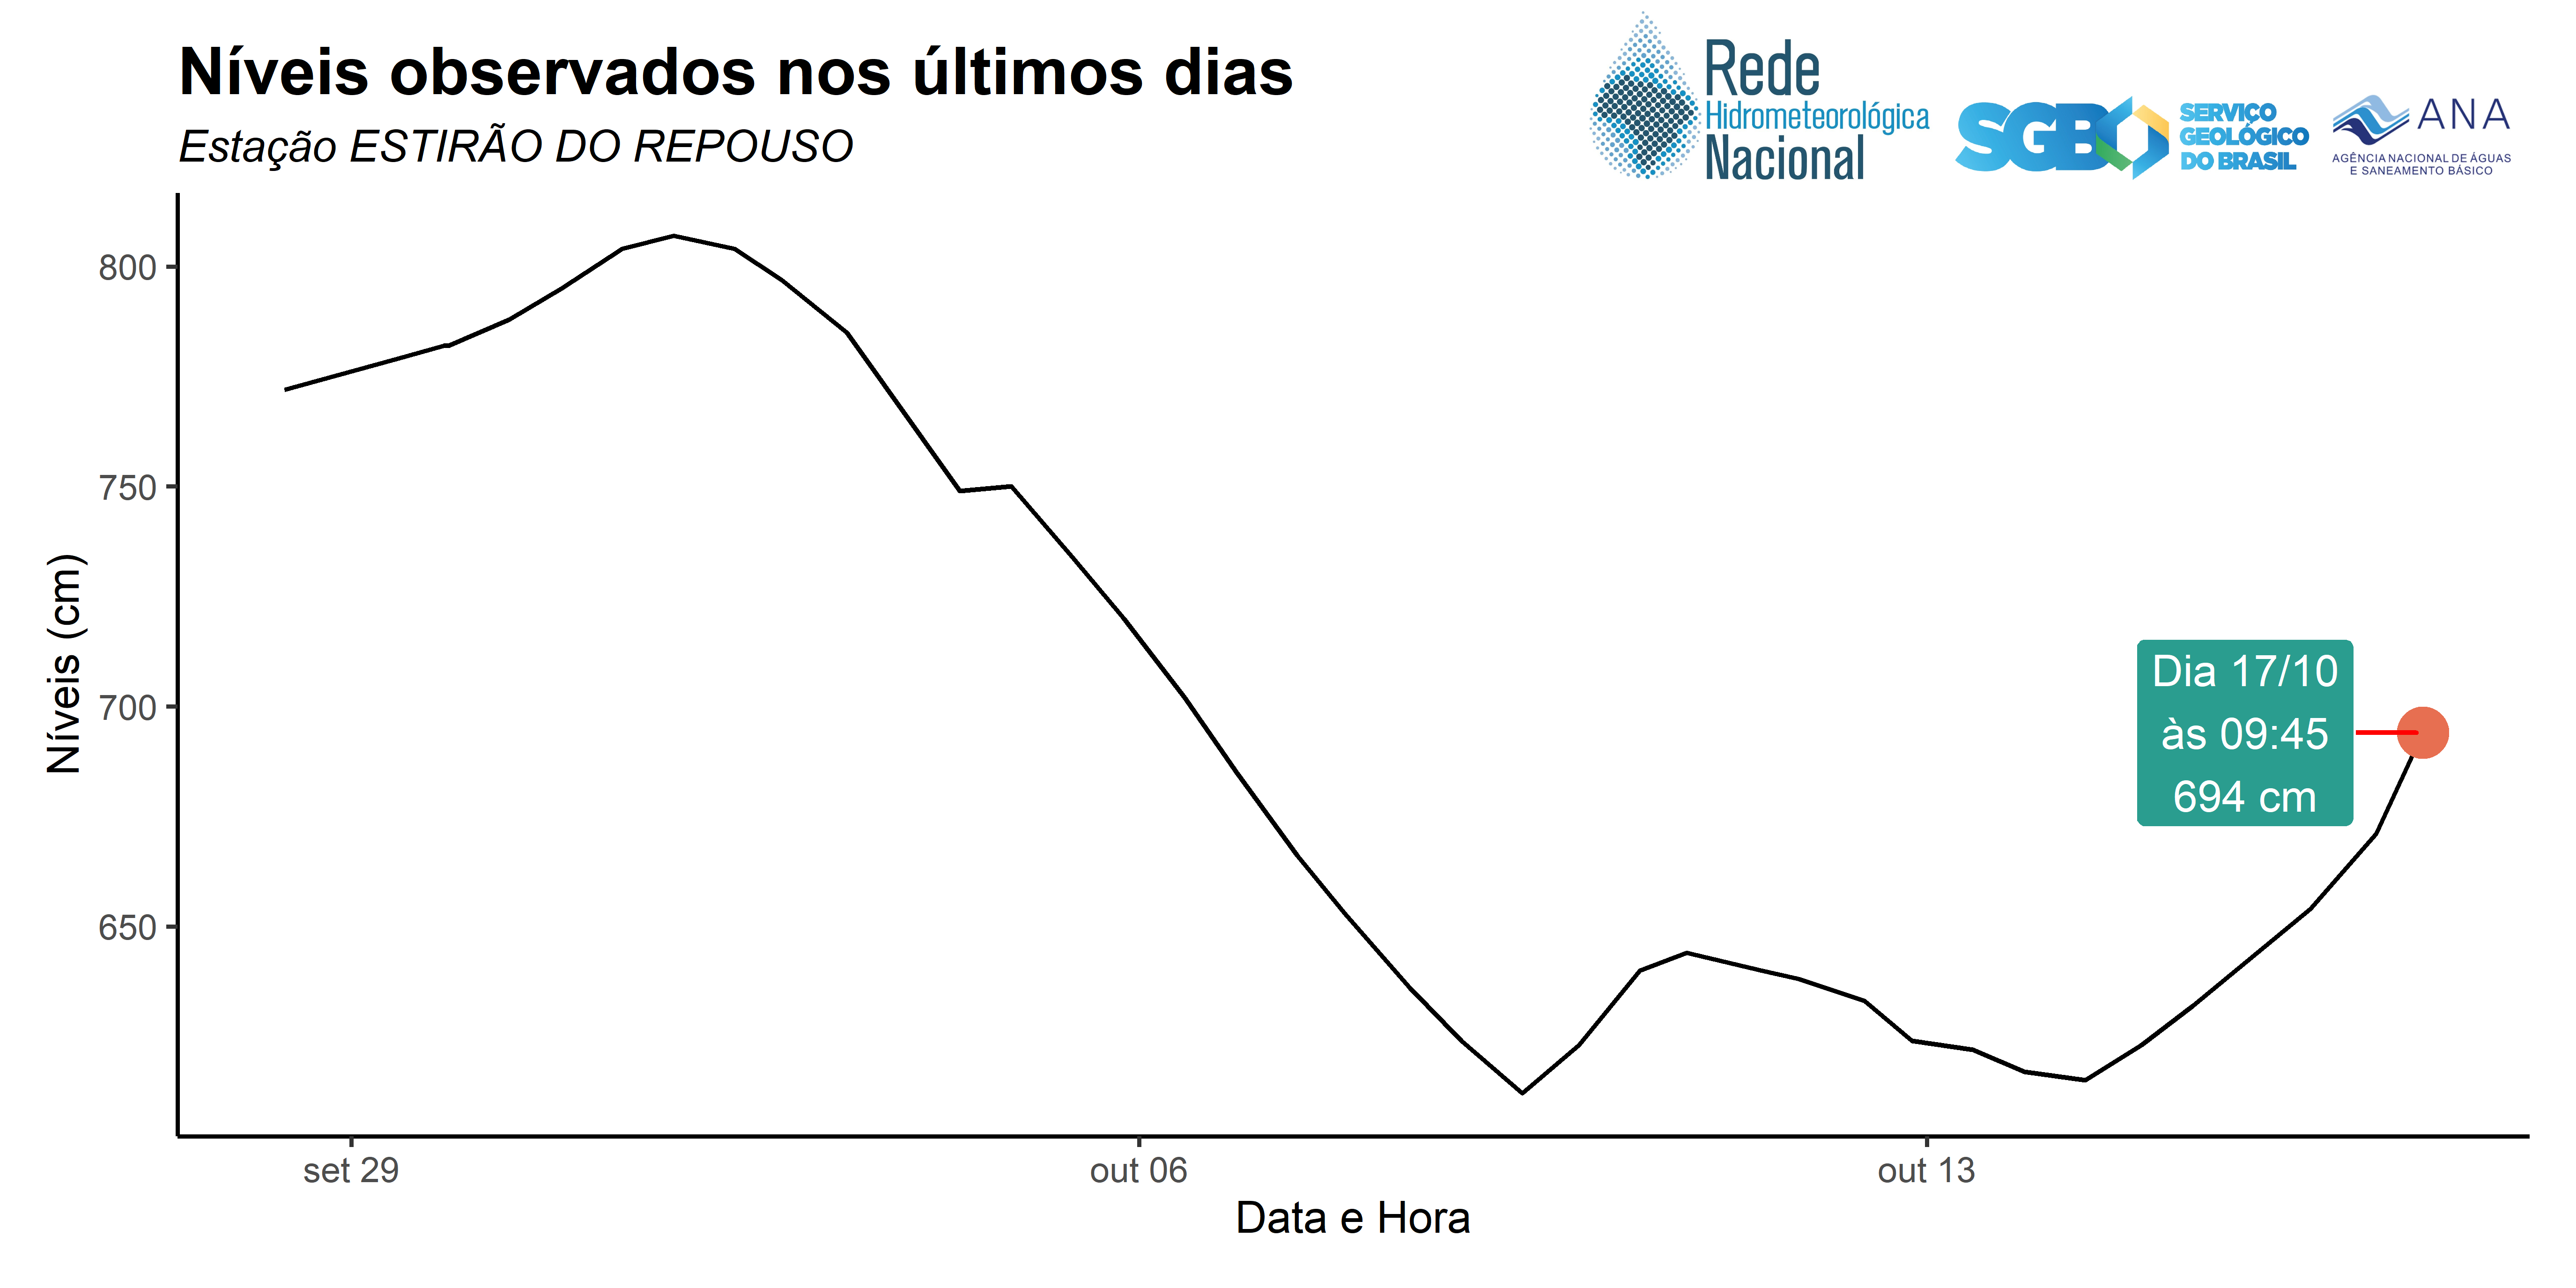 Níveis observados nos últimos dias
Estação ESTIRÃO DO REPOUSO
Rede
Hidrometeorológica
Nacional
SGB
SERVIÇO
GEOLÓGICO
DO BRASIL
ANA
AGÊNCIA NACIONAL DE ÁGUAS
E SANEAMENTO BÁSICO
Níveis (cm)
800
750
700
650
Dia 17/10
às 09:45
694 cm
set 29
out 06
out 13
Data e Hora